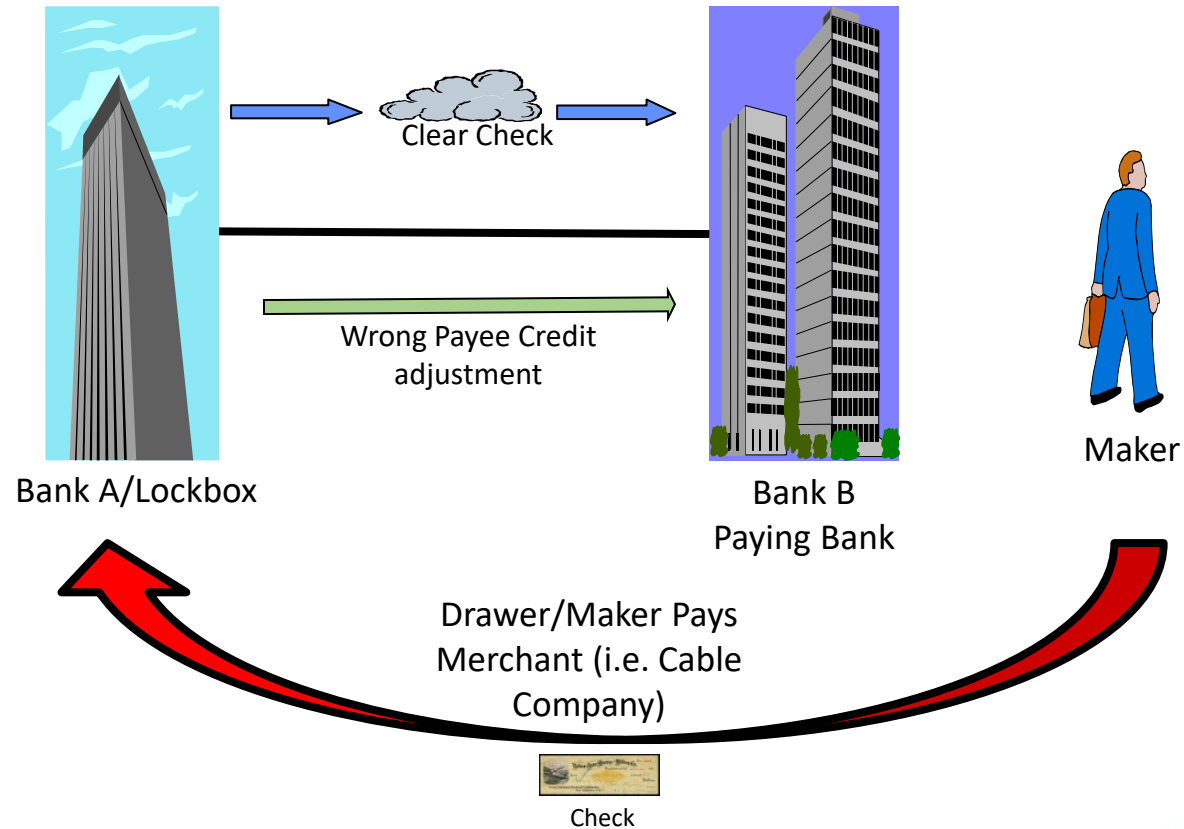 Clear Check
Wrong Payee Credit
adjustment
Bank A/Lockbox
Bank B
Paying Bank
Maker
Drawer/Maker Pays
Merchant (i.e. Cable
Company)
Check